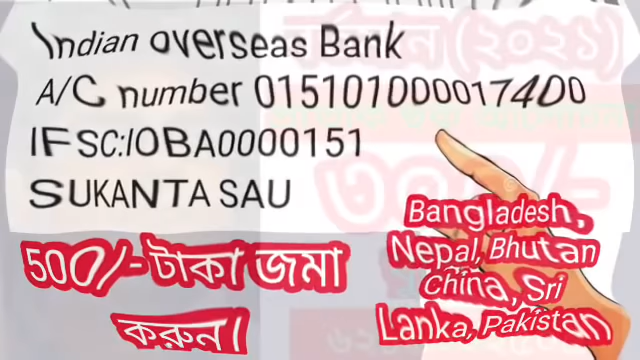 Indian overseas Bank
A/C number 015101000017400
IFSC:IOBA0000151
SUKANTA SAU
500/- টাকা জমা
করুন।
Bangladesh,
Nepal, Bhutan
China, Sri
Lanka, Pakistan